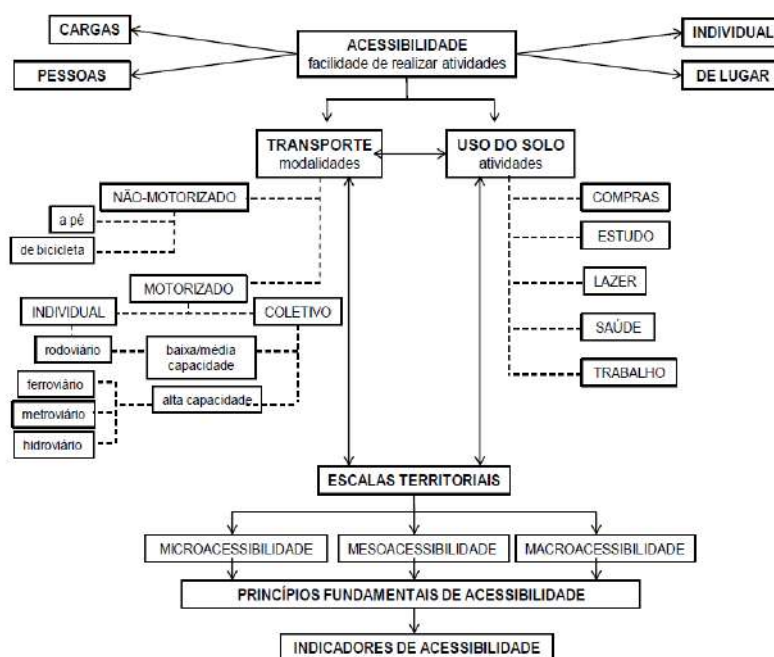 CARGAS
PESSOAS
ACESSIBILIDADE
facilidade de realizar atividades
INDIVIDUAL
DE LUGAR
TRANSPORTE
modalidades
USO DO SOLO
atividades
NÃO-MOTORIZADO
a pé
de bicicleta
MOTORIZADO
INDIVIDUAL
COLETIVO
rodoviário
baixa/média
capacidade
ferroviário
metroviário
hidroviário
alta capacidade
COMPRAS
ESTUDO
LAZER
SAÚDE
TRABALHO
ESCALAS TERRITORIAIS
MICROACESSIBILIDADE
MESOACESSIBILIDADE
MACROACESSIBILIDADE
PRINCÍPIOS FUNDAMENTAIS DE ACESSIBILIDADE
INDICADORES DE ACESSIBILIDADE